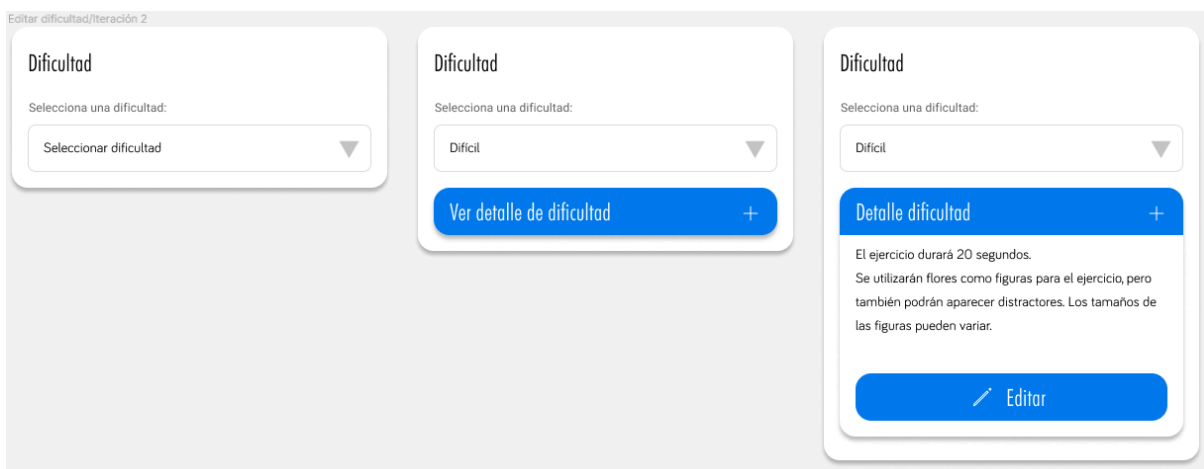 Editar dificultad/Iteración 2
Dificultad
Selecciona una dificultad:
Seleccionar dificultad
Dificultad
Selecciona una dificultad:
Difícil
Ver detalle de dificultad
Dificultad
Selecciona una dificultad:
Difícil
Detalle dificultad
El ejercicio durará 20 segundos.
Se utilizarán flores como figuras para el ejercicio, pero
también podrán aparecer distractores. Los tamaños de
las figuras pueden variar.
Editar